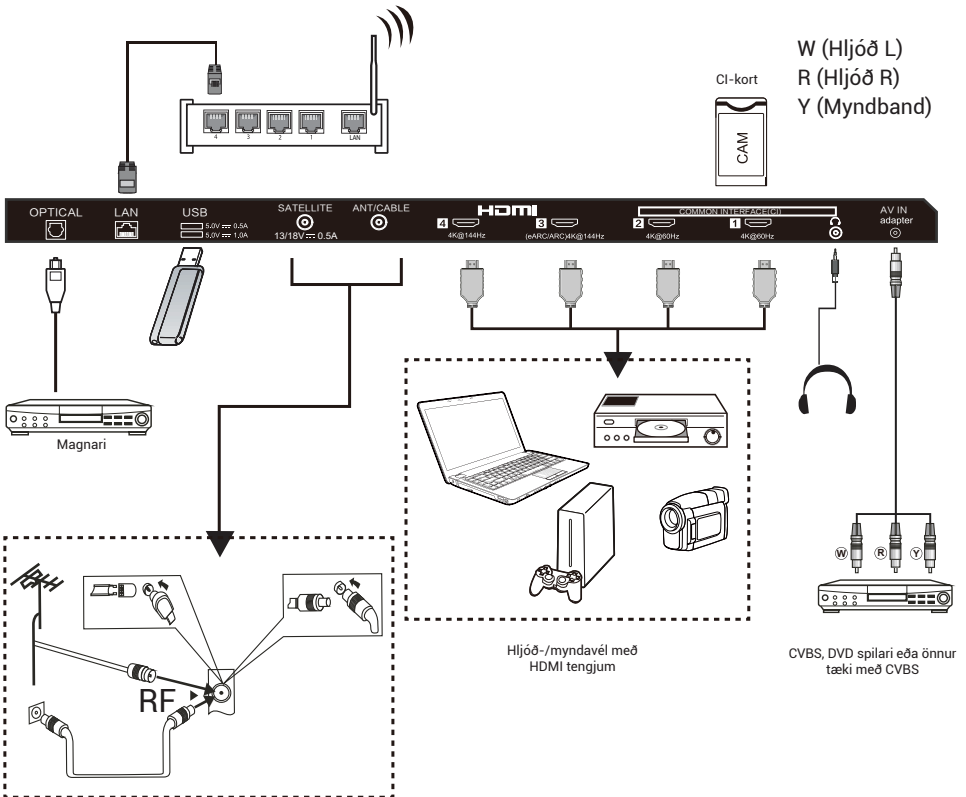 W (Hljóð L)
R (Hljóð R)
Y (Myndband)
CI-kort
CAM
4 3 2 1 LAN
OPTICAL
LAN
USB
5.0V ⎓ 0.5A
5.0V ⎓ 1.0A
SATELLITE
13/18V ⎓ 0.5A
ANT/CABLE
HDMI
4
4K@144Hz
3
(eARC/ARC)4K@144Hz
COMMON INTERFACE(CI)
2
4K@60Hz
1
4K@60Hz
AV IN
adapter
Magnari
W R Y
RF
Hljóð-/myndavél með
HDMI tengjum
CVBS, DVD spilari eða önnur
tæki með CVBS